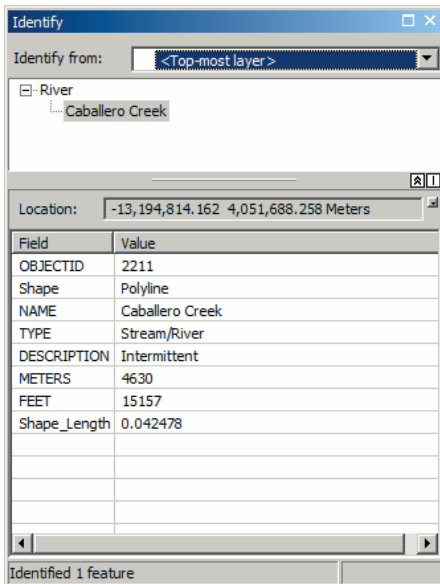 Identify
Identify from: <Top-most layer>
River
Caballero Creek
Location: -13,194,814.162 4,051,688.258 Meters
Field Value
OBJECTID 2211
Shape Polyline
NAME Caballero Creek
TYPE Stream/River
DESCRIPTION Intermittent
METERS 4630
FEET 15157
Shape_Length 0.042478
Identified 1 feature